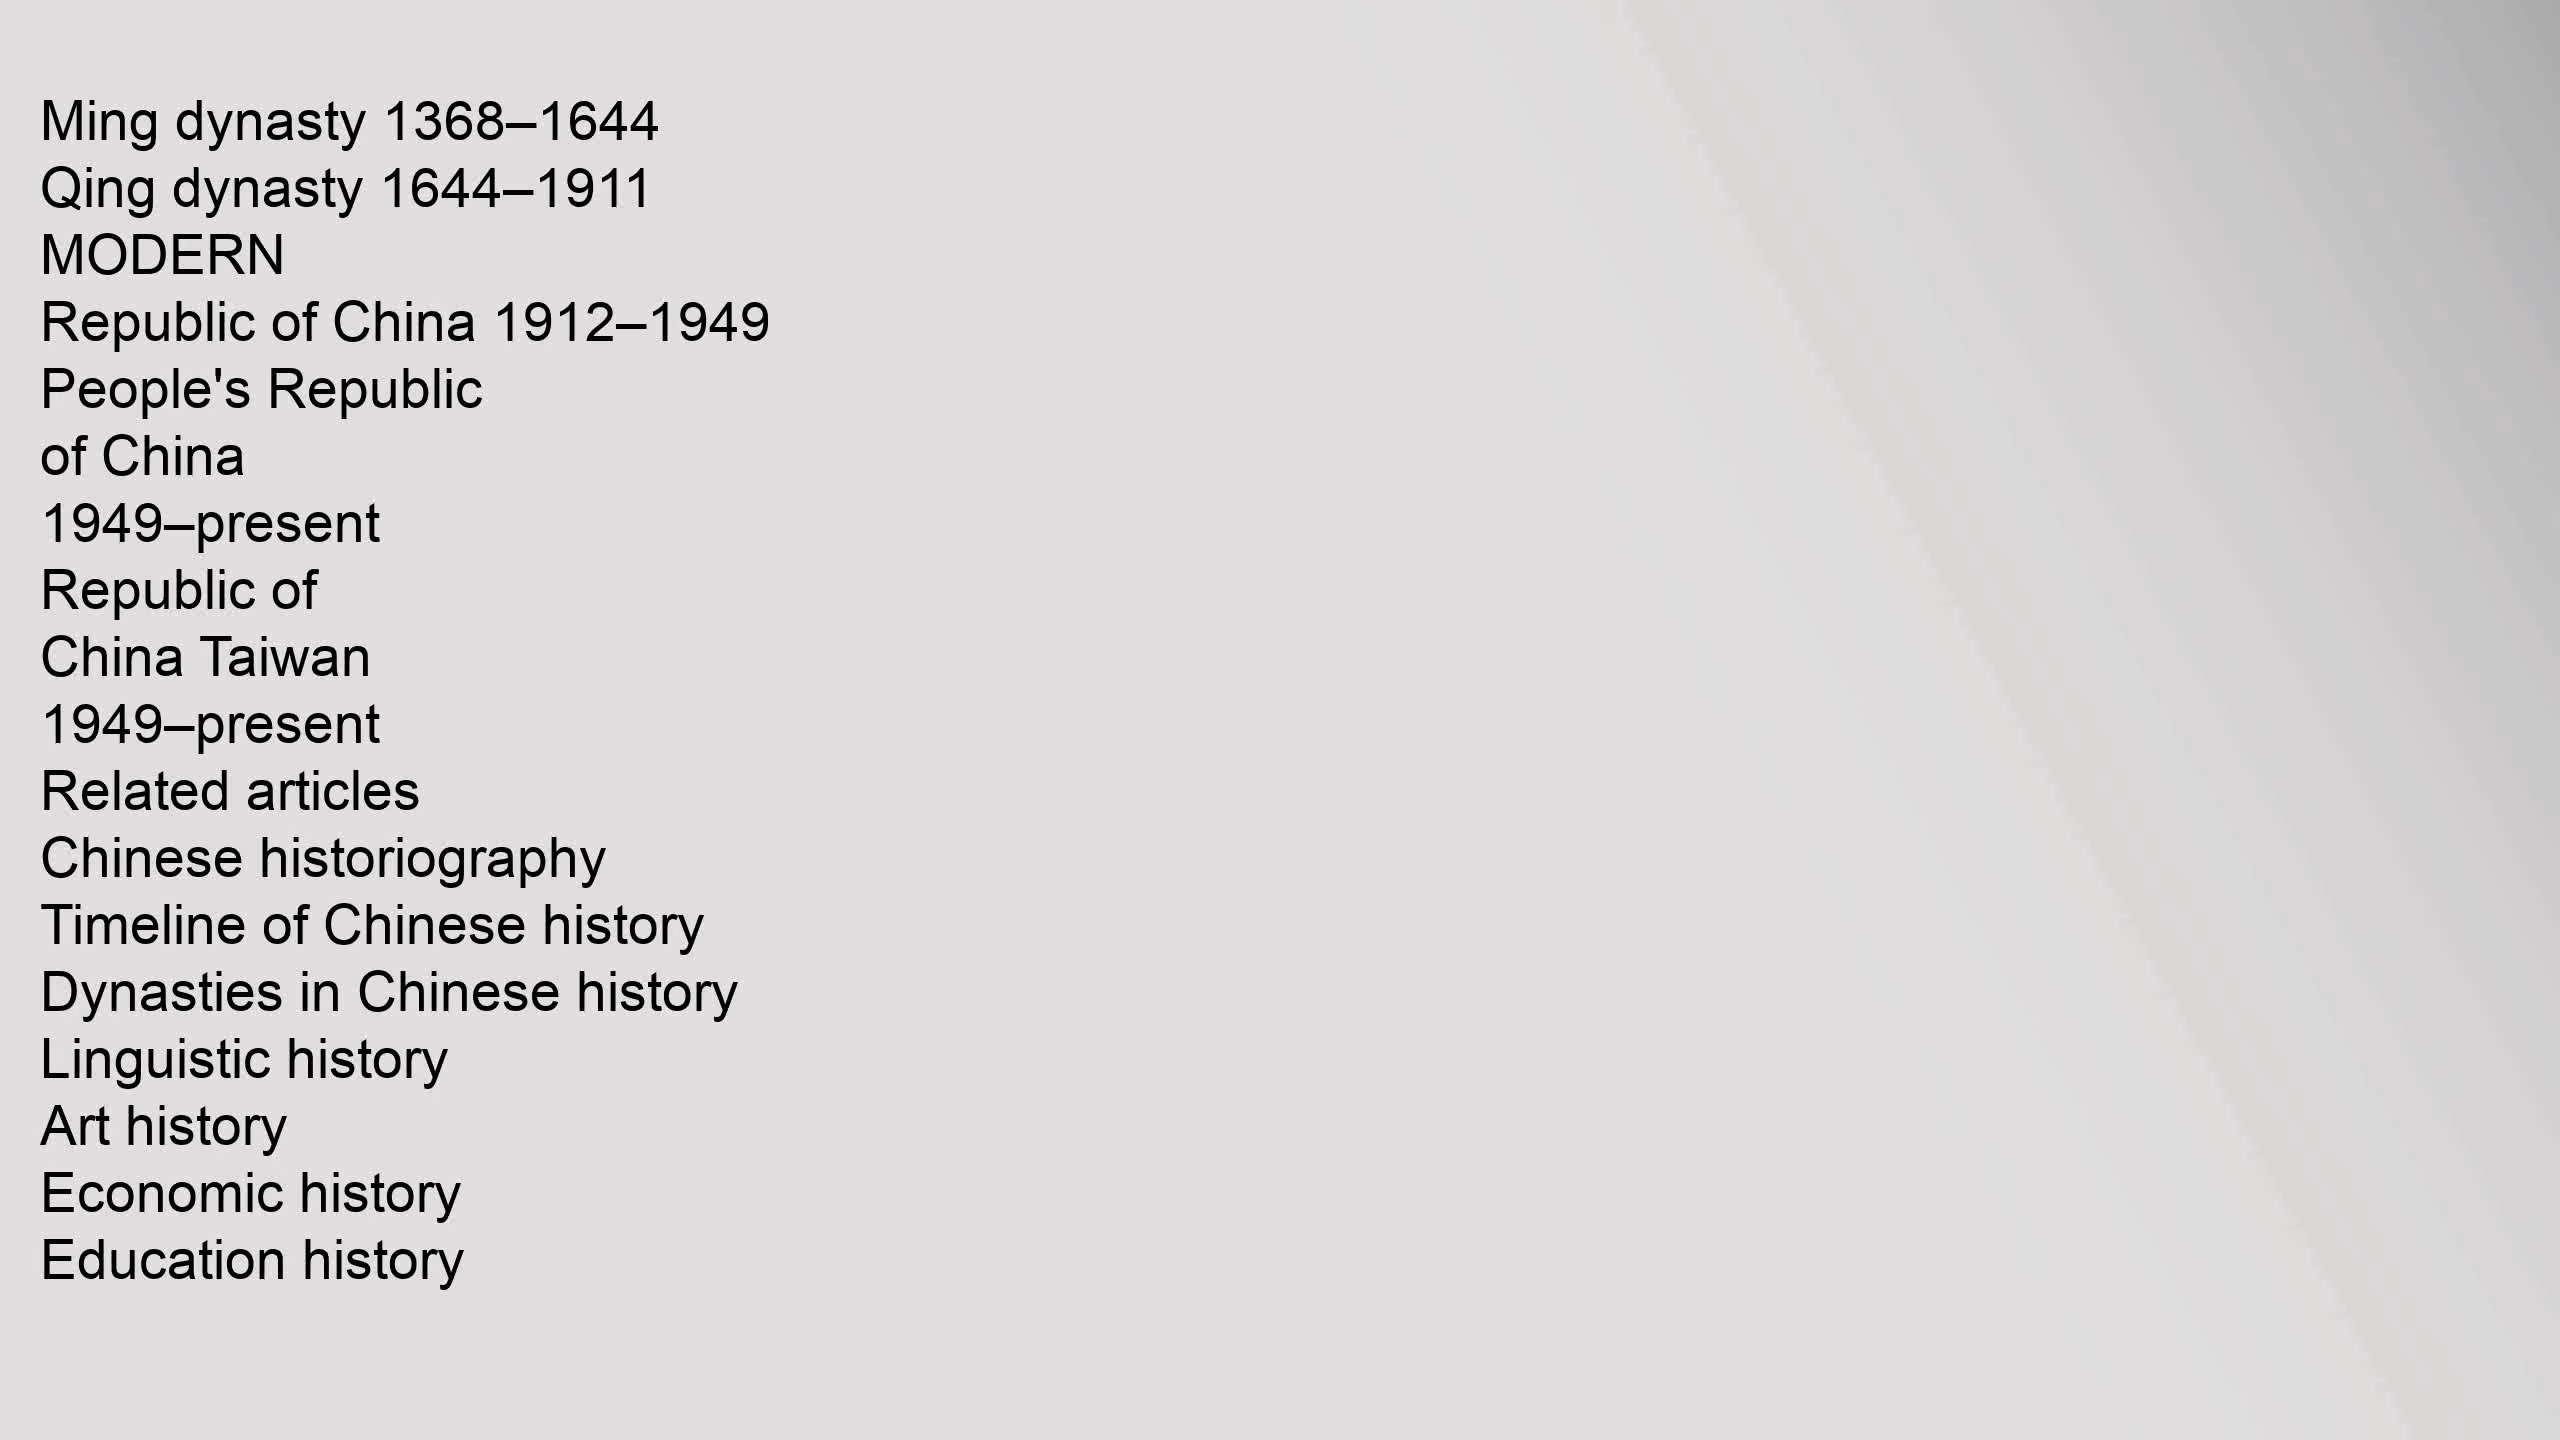 Ming dynasty 1368–1644
Qing dynasty 1644–1911
MODERN
Republic of China 1912–1949
People's Republic
of China
1949–present
Republic of
China Taiwan
1949–present
Related articles
Chinese historiography
Timeline of Chinese history
Dynasties in Chinese history
Linguistic history
Art history
Economic history
Education history